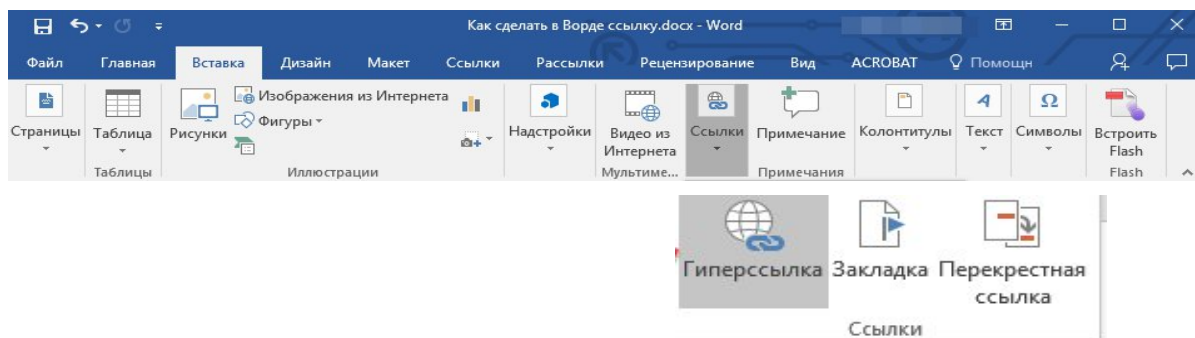 Как сделать в Ворде ссылку.docx - Word
Файл Главная Вставка Дизайн Макет Ссылки Рассылки Рецензирование Вид ACROBAT Помощн
Страницы Таблица Рисунки Изображения из Интернета Фигуры Надстройки Видео из Интернета Ссылки Примечание Колонтитулы Текст Символы Встроить Flash
Таблицы Иллюстрации Мультиме... Примечания Flash
Гиперссылка Закладка Перекрестная
ссылка
Ссылки